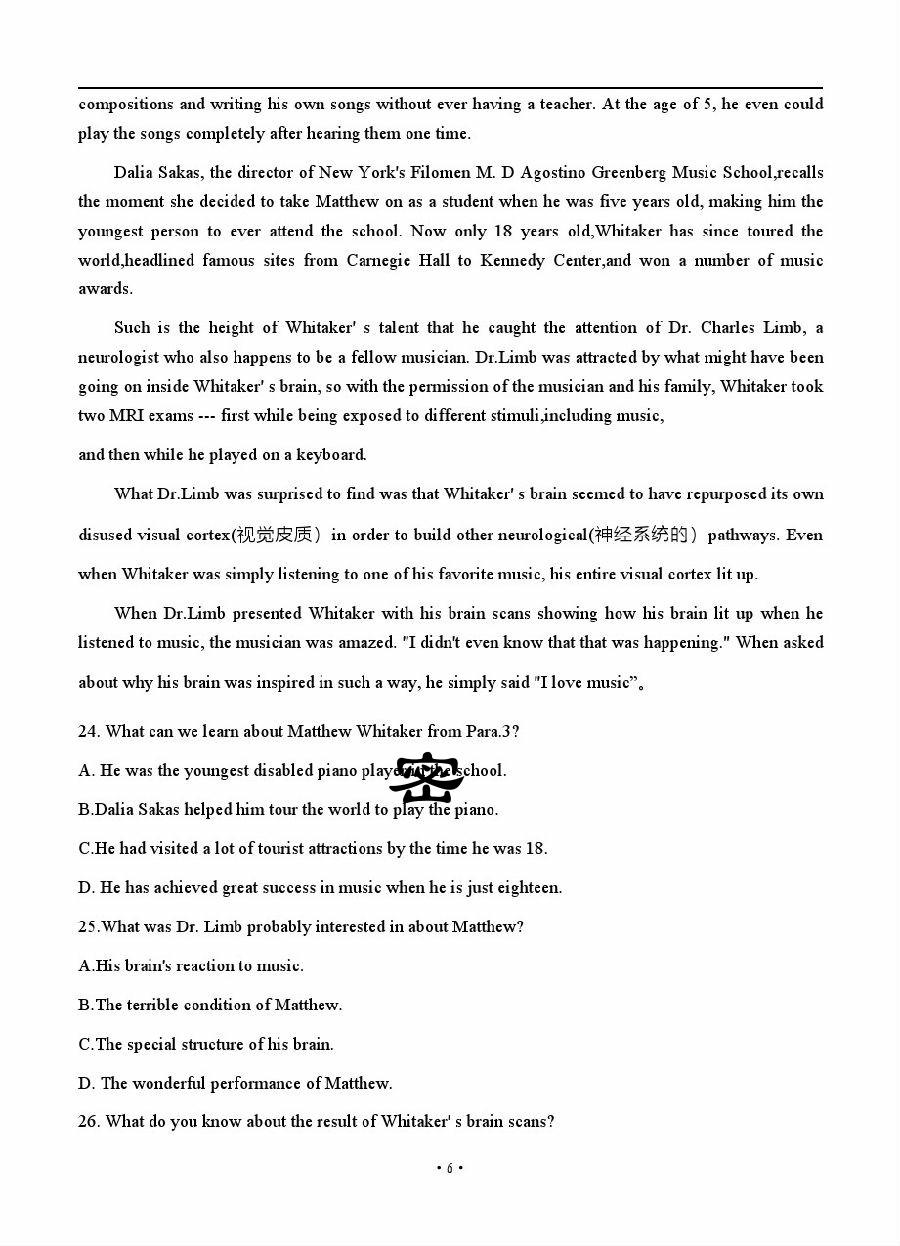 compositions and writing his own songs without ever having a teacher. At the age of 5, he even could
play the songs completely after hearing them one time.
Dalia Sakas, the director of New York's Filomen M. D Agostino Greenberg Music School,recalls
the moment she decided to take Matthew on as a student when he was five years old, making him the
youngest person to ever attend the school. Now only 18 years old,Whitaker has since toured the
world,headlined famous sites from Carnegie Hall to Kennedy Center,and won a number of music
awards.
Such is the height of Whitaker' s talent that he caught the attention of Dr. Charles Limb, a
neurologist who also happens to be a fellow musician. Dr.Limb was attracted by what might have been
going on inside Whitaker' s brain, so with the permission of the musician and his family, Whitaker took
two MRI exams --- first while being exposed to different stimuli,including music,
and then while he played on a keyboard.
What Dr.Limb was surprised to find was that Whitaker' s brain seemed to have repurposed its own
disused visual cortex(视觉皮质）in order to build other neurological(神经系统的）pathways. Even
when Whitaker was simply listening to one of his favorite music, his entire visual cortex lit up.
When Dr.Limb presented Whitaker with his brain scans showing how his brain lit up when he
listened to music, the musician was amazed. "I didn't even know that that was happening." When asked
about why his brain was inspired in such a way, he simply said "I love music”。
24. What can we learn about Matthew Whitaker from Para.3?
A. He was the youngest disabled piano player the school.
密
B.Dalia Sakas helped him tour the world to play the piano.
C.He had visited a lot of tourist attractions by the time he was 18.
D. He has achieved great success in music when he is just eighteen.
25.What was Dr. Limb probably interested in about Matthew?
A.His brain's reaction to music.
B.The terrible condition of Matthew.
C.The special structure of his brain.
D. The wonderful performance of Matthew.
26. What do you know about the result of Whitaker' s brain scans?
• 6 •